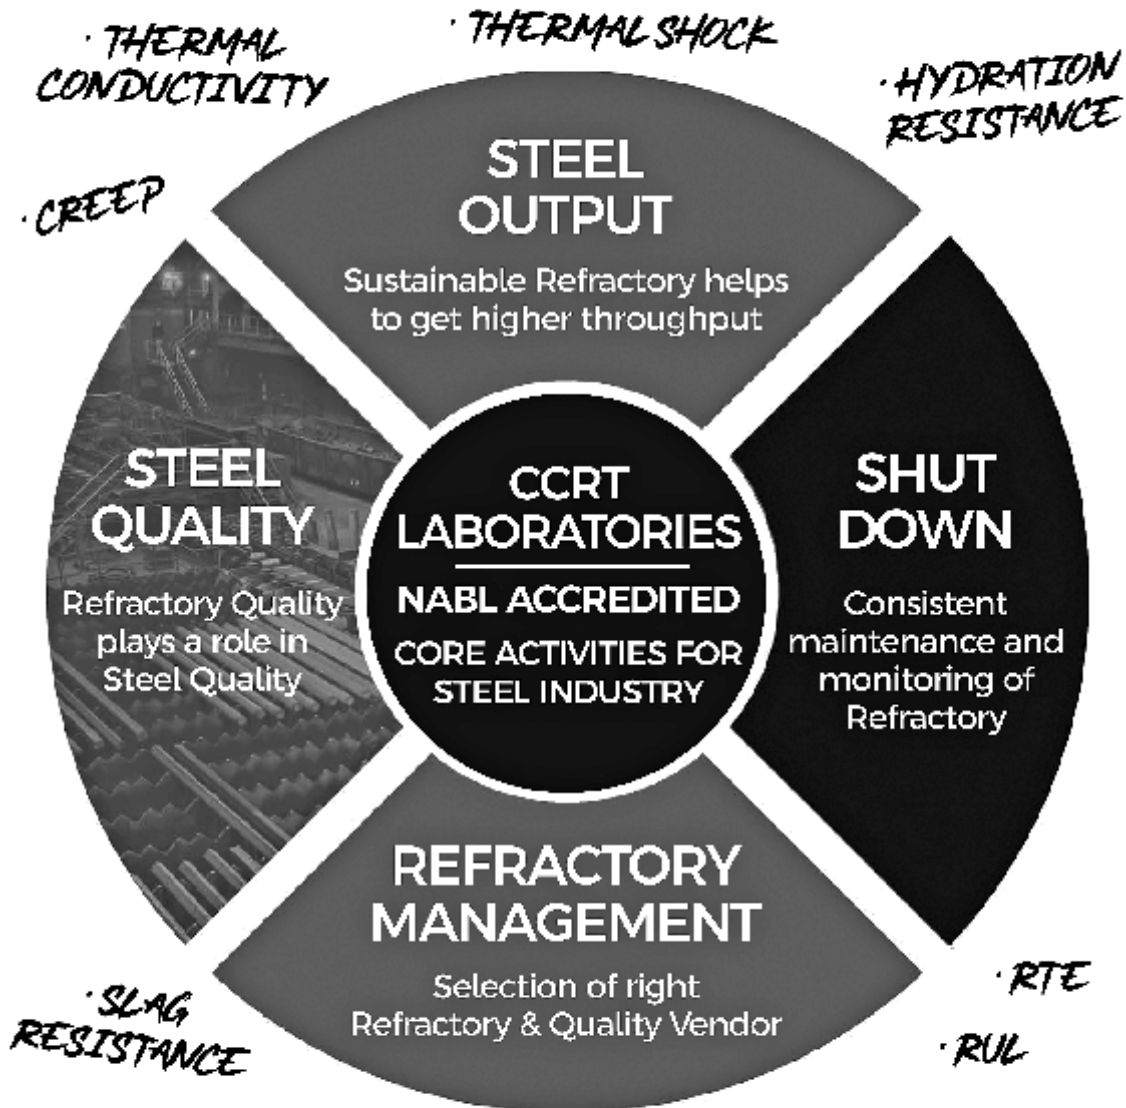 · THERMAL
CONDUCTIVITY
· THERMAL SHOCK
· HYDRATION
RESISTANCE
· CREEP
STEEL
OUTPUT
Sustainable Refractory helps
to get higher throughput
STEEL
QUALITY
Refractory Quality
plays a role in
Steel Quality
CCRT
LABORATORIES
NABL ACCREDITED
CORE ACTIVITIES FOR
STEEL INDUSTRY
SHUT
DOWN
Consistent
maintenance and
monitoring of
Refractory
REFRACTORY
MANAGEMENT
Selection of right
Refractory & Quality Vendor
· SLAG
RESISTANCE
· RTE
· RUL